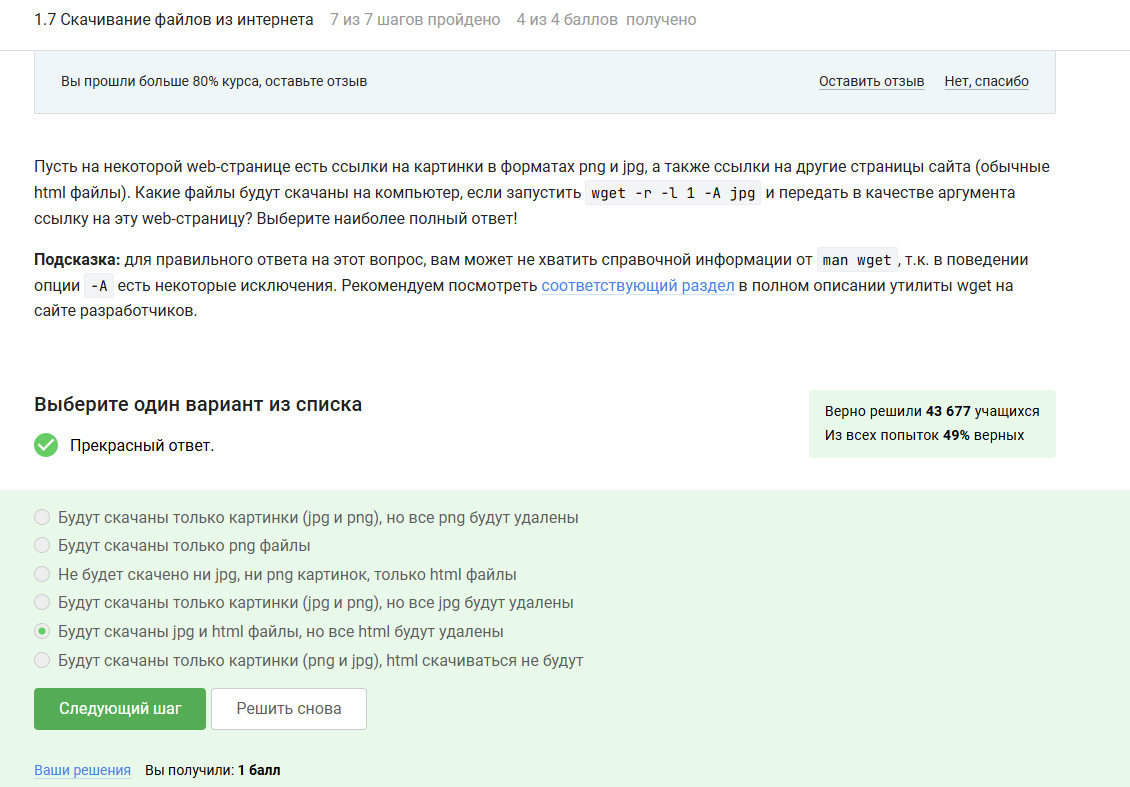 1.7 Скачивание файлов из интернета 7 из 7 шагов пройдено 4 из 4 баллов получено
Вы прошли больше 80% курса, оставьте отзыв Оставить отзыв Нет, спасибо
Пусть на некоторой web-странице есть ссылки на картинки в форматах png и jpg, а также ссылки на другие страницы сайта (обычные
html файлы). Какие файлы будут скачаны на компьютер, если запустить wget -r -l 1 -A jpg и передать в качестве аргумента
ссылку на эту web-страницу? Выберите наиболее полный ответ!
Подсказка: для правильного ответа на этот вопрос, вам может не хватить справочной информации от man wget, т.к. в поведении
опции -A есть некоторые исключения. Рекомендуем посмотреть соответствующий раздел в полном описании утилиты wget на
сайте разработчиков.
Выберите один вариант из списка
Верно решили 43 677 учащихся
Из всех попыток 49% верных
Прекрасный ответ.
Будут скачаны только картинки (jpg и png), но все png будут удалены
Будут скачаны только png файлы
Не будет скачено ни jpg, ни png картинок, только html файлы
Будут скачаны только картинки (jpg и png), но все jpg будут удалены
Будут скачаны jpg и html файлы, но все html будут удалены
Будут скачаны только картинки (png и jpg), html скачиваться не будут
Следующий шаг Решить снова
Ваши решения Вы получили: 1 балл